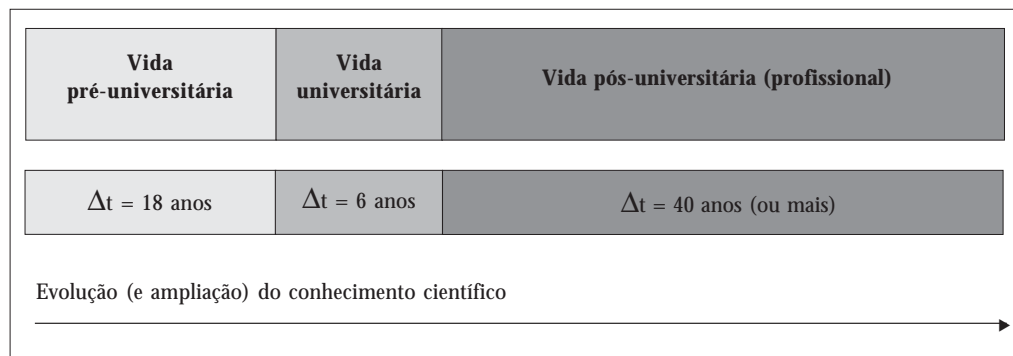 Vida
pré-universitária
Vida
universitária
Vida pós-universitária (profissional)
Δt = 18 anos
Δt = 6 anos
Δt = 40 anos (ou mais)
Evolução (e ampliação) do conhecimento científico